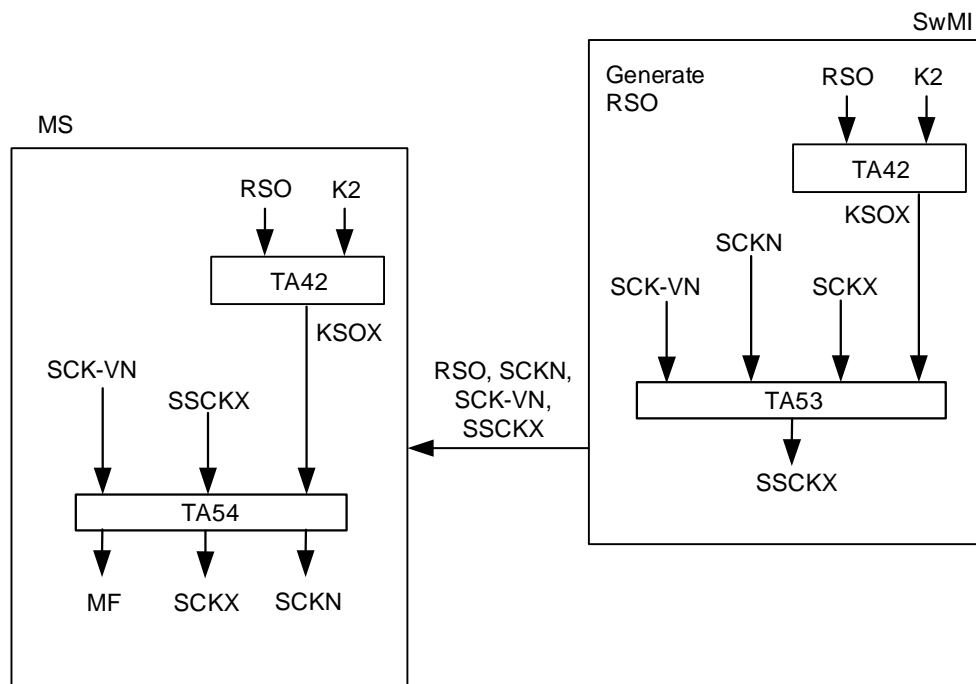 SwMI
Generate
RSO
RSO
K2
TA42
KSOX
SCKN
SCK-VN
SCKX
TA53
SSCKX
MS
RSO
K2
TA42
KSOX
SCK-VN
SSCKX
TA54
MF
SCKX
SCKN
RSO, SCKN,
SCK-VN,
SSCKX